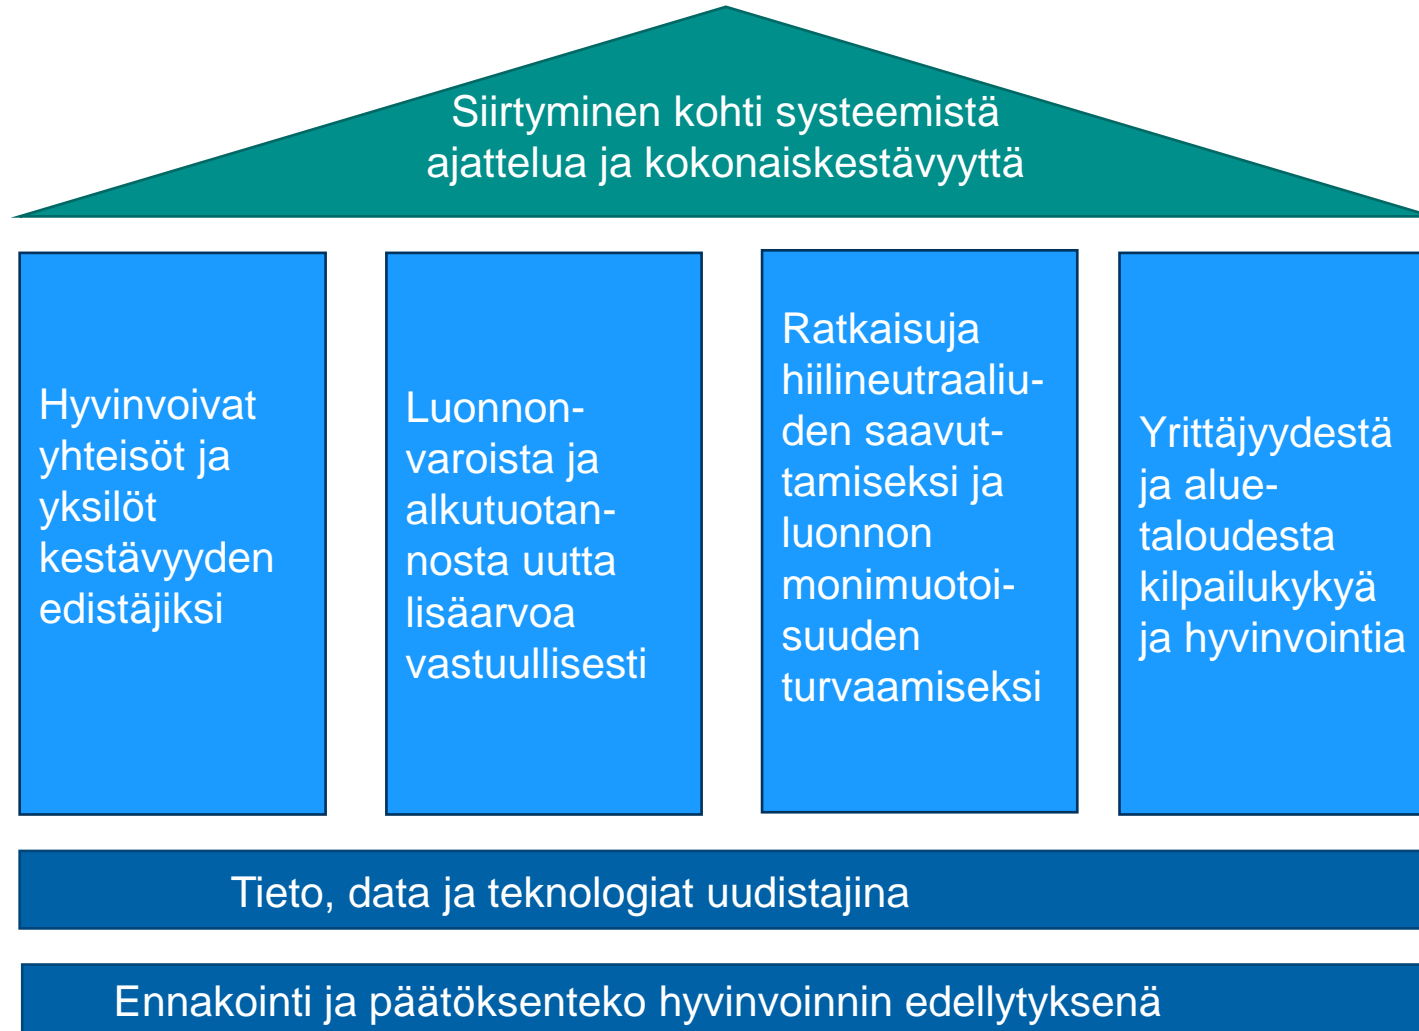 Siirtyminen kohti systeemistä
ajattelua ja kokonaiskestävyyttä
Hyvinvoivat
yhteisöt ja
yksilöt
kestävyyden
edistäjiksi
Luonnon-
varoista ja
alkutuotan-
nosta uutta
lisäarvoa
vastuullisesti
Ratkaisuja
hiilineutraaliu-
den saavut-
tamiseksi ja
luonnon
monimuotoi-
suuden
turvaamiseksi
Yrittäjyydestä
ja alue-
taloudesta
kilpailukykyä
ja hyvinvointia
Tieto, data ja teknologiat uudistajina
Ennakointi ja päätöksenteko hyvinvoinnin edellytyksenä